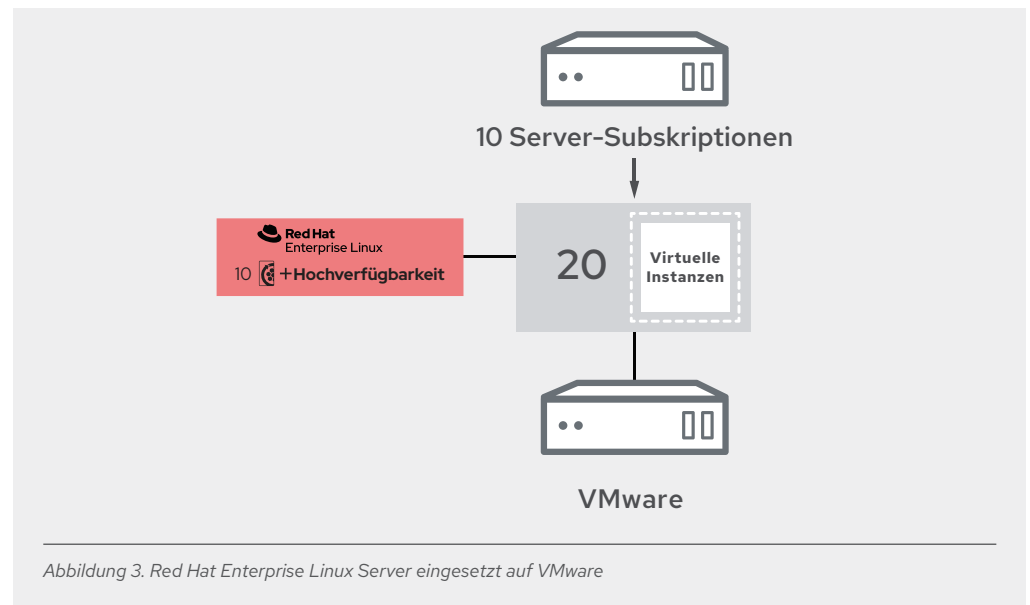 10 Server-Subskriptionen
Red Hat
Enterprise Linux
10 +Hochverfügbarkeit
20
Virtuelle
Instanzen
VMware
Abbildung 3. Red Hat Enterprise Linux Server eingesetzt auf VMware